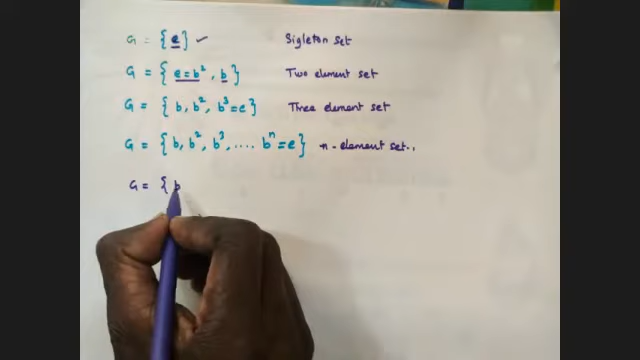 G = { e } ✓ Sigleton set
G = { e = b², b } Two element set
G = { b, b², b³ = e } Three element set
G = { b, b², b³, .... bⁿ = e } n-element set..
G = { b